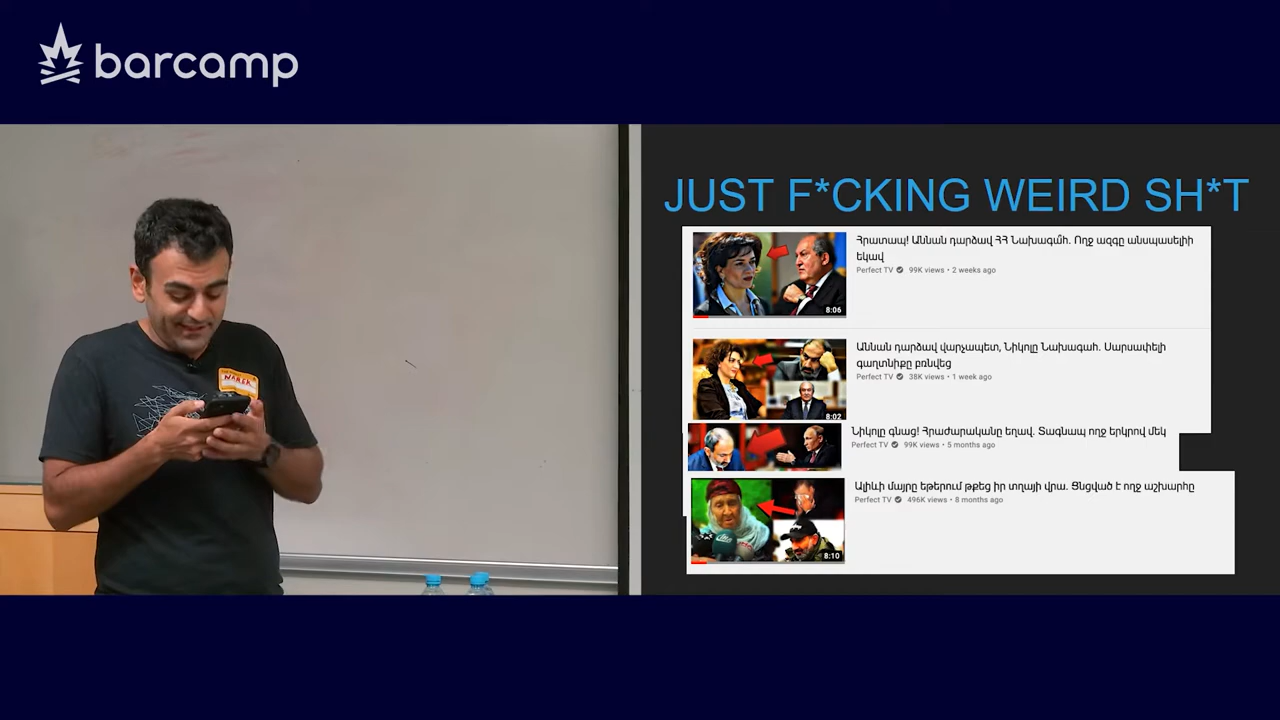 barcamp
NAREK
JUST F*CKING WEIRD SH*T
Հրատապ! Աննան դարձավ ՀՀ Նախագահ. Ողջ ազգը անսպասելիի
եկավ
Perfect TV 99K views • 2 weeks ago
8:06
Աննան դարձավ վարչապետ, Նիկոլը Նախագահ. Սարսափելի
գաղտնիքը բռնվեց
Perfect TV 38K views • 1 week ago
8:02
Նիկոլը գնաց! Հրաժարականը եղավ. Տագնապ ողջ երկրով մեկ
Perfect TV 99K views • 5 months ago
Ալիևի մայրը եթերում թքեց իր տղայի վրա. Ցնցված է ողջ աշխարհը
Perfect TV 496K views • 8 months ago
8:10